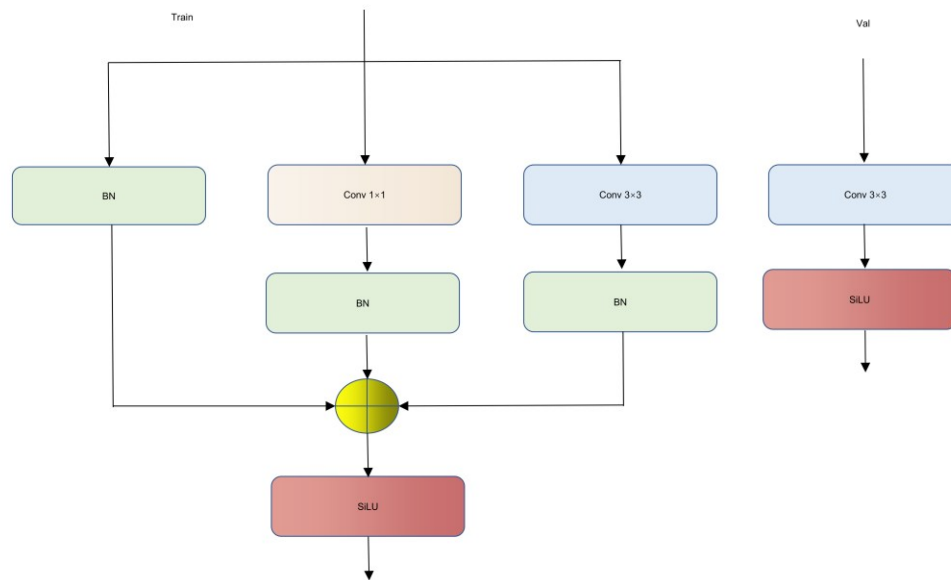 Train
Val
BN
Conv 1×1
Conv 3×3
Conv 3×3
BN
BN
SiLU
SiLU